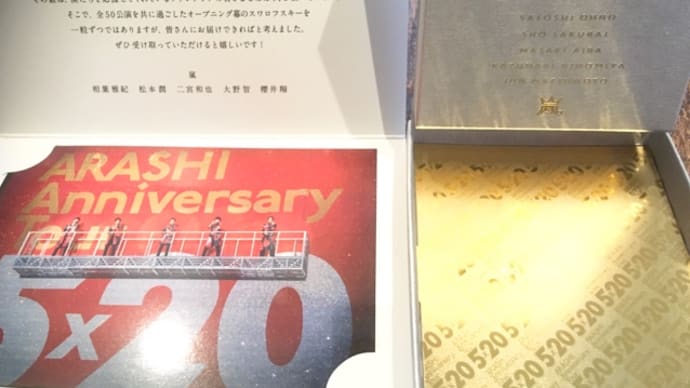 そこで、全50公演を共に過ごしたオープニング幕のスワロフスキーを
一粒ずつではありますが、皆さんにお届けできればと考えました。
ぜひ受け取っていただけると嬉しいです！
嵐
相葉雅紀 松本潤 二宮和也 大野智 櫻井翔
SATOSHI OHNO
SHO SAKURAI
MASAKI AIBA
KAZUNARI NINOMIYA
JUN MATSUMOTO
嵐
ARASHI
Anniversary
Tour
5x20
520